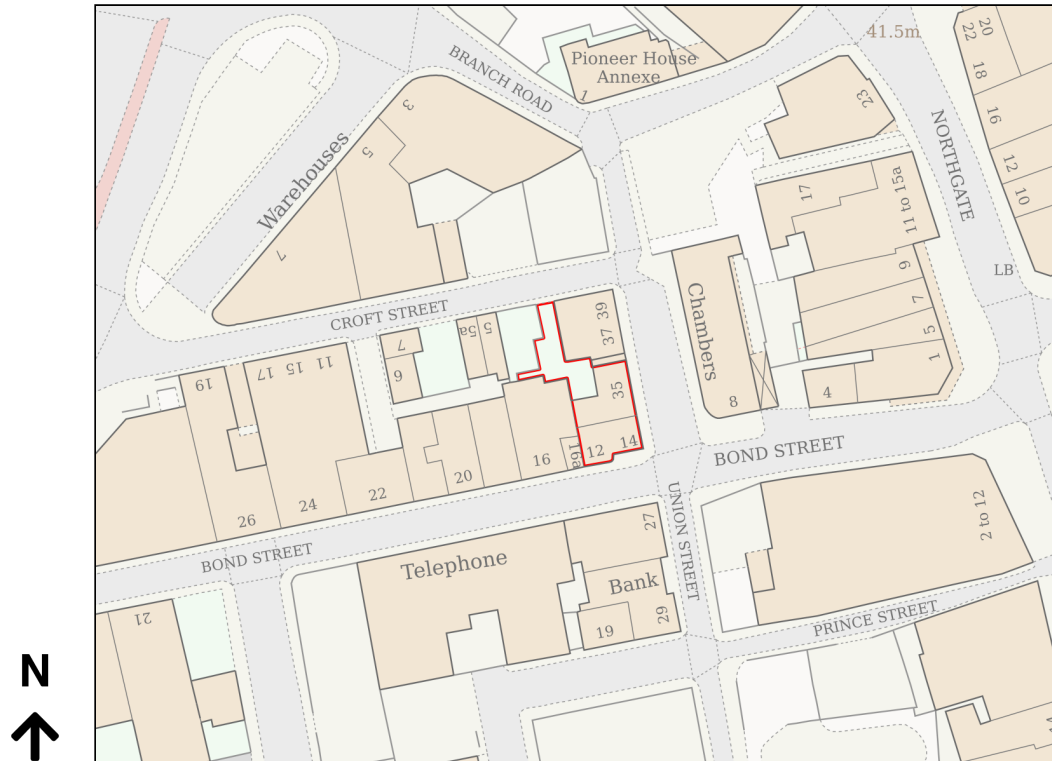 41.5m
20
22
18
16
12
10
Pioneer House
Annexe
1
BRANCH ROAD
3
5
Warehouses
7
23
NORTHGATE
17
11 to 15a
9
7
5
1
LB
CROFT STREET
Chambers
8
4
39
37
35
5
5a
7
6
19
17
15
11
14
12
16a
16
20
22
24
26
BOND STREET
BOND STREET
UNION STREET
27
Telephone
Bank
29
19
2 to 12
PRINCE STREET
21
N